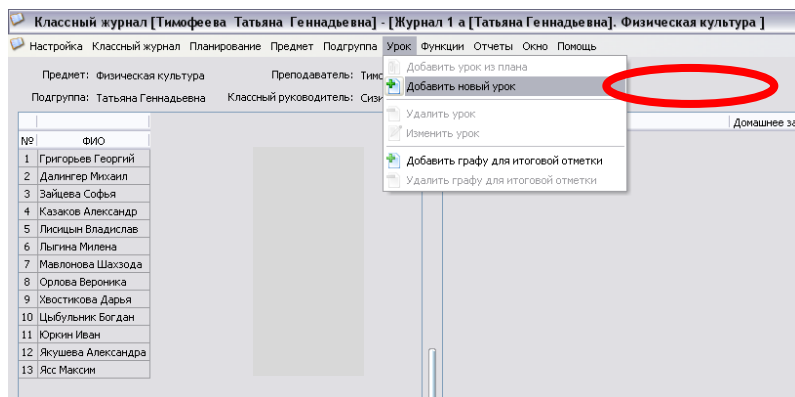 Классный журнал [Тимофеева Татьяна Геннадьевна] - [Журнал 1 а [Татьяна Геннадьевна]. Физическая культура ]
Настройка Классный журнал Планирование Предмет Подгруппа Урок Функции Отчеты Окно Помощь
Предмет: Физическая культура Преподаватель: Тимо
Подгруппа: Татьяна Геннадьевна Классный руководитель: Сизи
Добавить урок из плана
Добавить новый урок
Удалить урок
Изменить урок
Добавить графу для итоговой отметки
Удалить графу для итоговой отметки
Домашнее за
№ ФИО
1 Григорьев Георгий
2 Далингер Михаил
3 Зайцева Софья
4 Казаков Александр
5 Лисицын Владислав
6 Лыгина Милена
7 Мавлонова Шахзода
8 Орлова Вероника
9 Хвостикова Дарья
10 Цыбульник Богдан
11 Юркин Иван
12 Якушева Александра
13 Ясс Максим